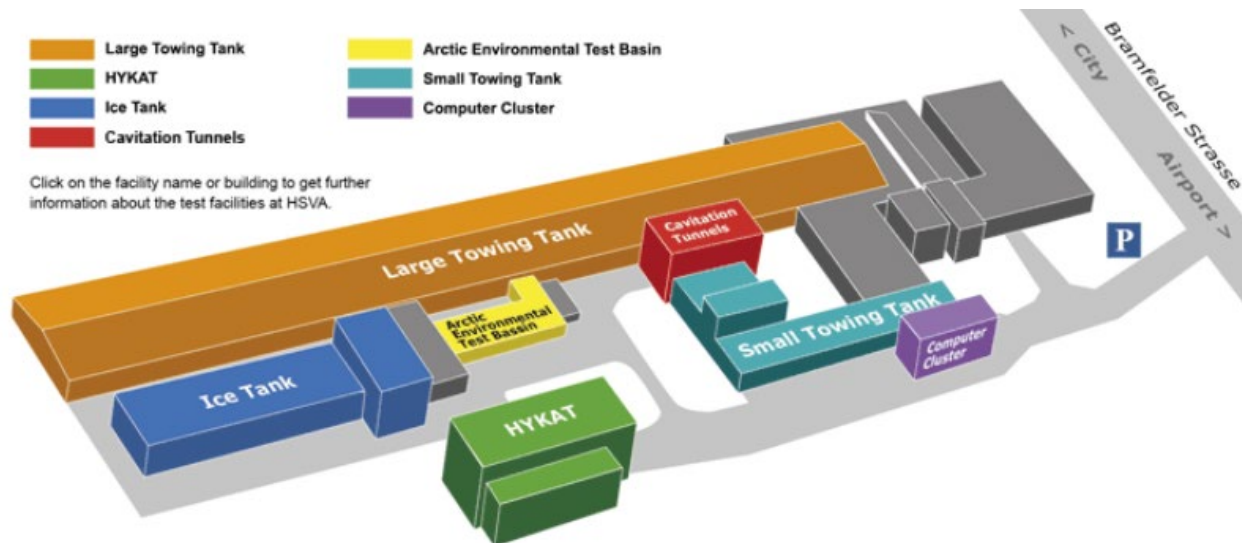 Large Towing Tank
HYKAT
Ice Tank
Cavitation Tunnels
Arctic Environmental Test Basin
Small Towing Tank
Computer Cluster
Click on the facility name or building to get further
information about the test facilities at HSVA.
< City
Bramfelder Strasse
Airport >
P
Large Towing Tank
Cavitation
Tunnels
Arctic
Environmental
Test Bassin
Small Towing Tank
Computer
Cluster
Ice Tank
HYKAT